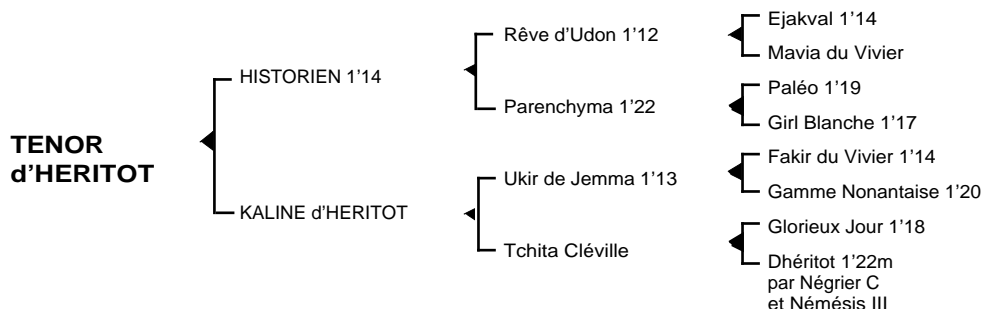 TENOR
d’HERITOT
HISTORIEN 1’14
KALINE d’HERITOT
Rêve d’Udon 1’12
Parenchyma 1’22
Ukir de Jemma 1’13
Tchita Cléville
Ejakval 1’14
Mavia du Vivier
Paléo 1’19
Girl Blanche 1’17
Fakir du Vivier 1’14
Gamme Nonantaise 1’20
Glorieux Jour 1’18
Dhéritot 1’22m
par Négrier C
et Némésis III